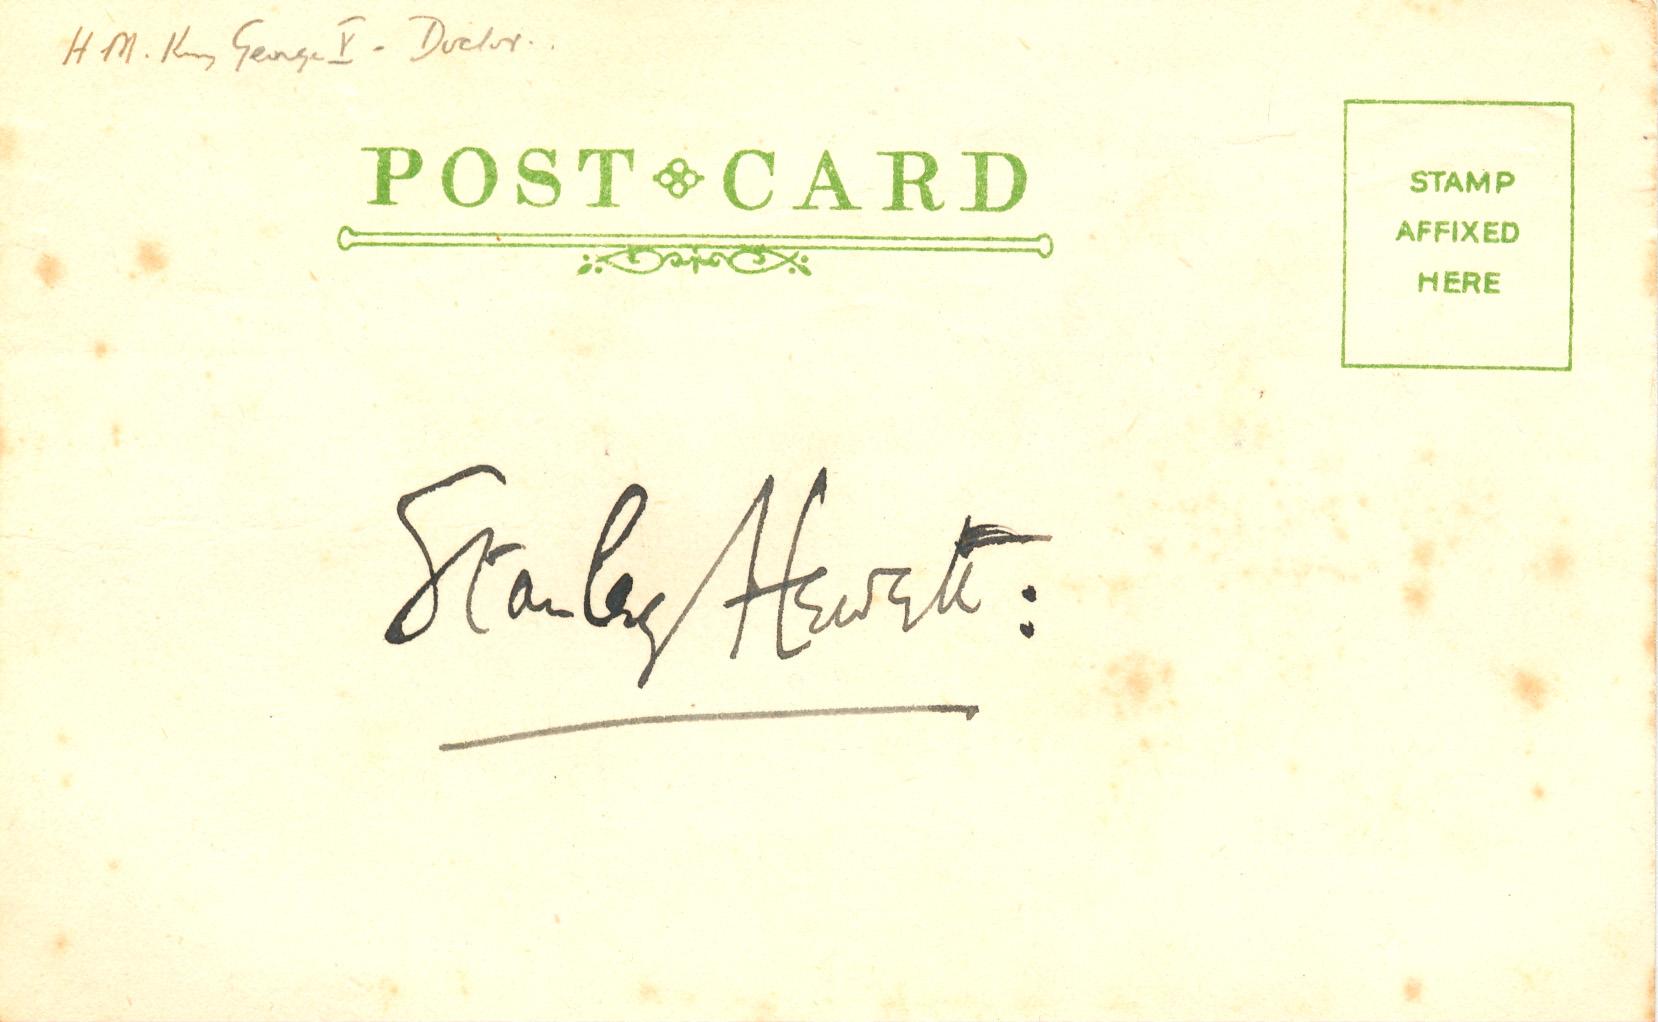 H. M. King George V - Doctor..
POST CARD
STAMP
AFFIXED
HERE
Stanley Hewett: